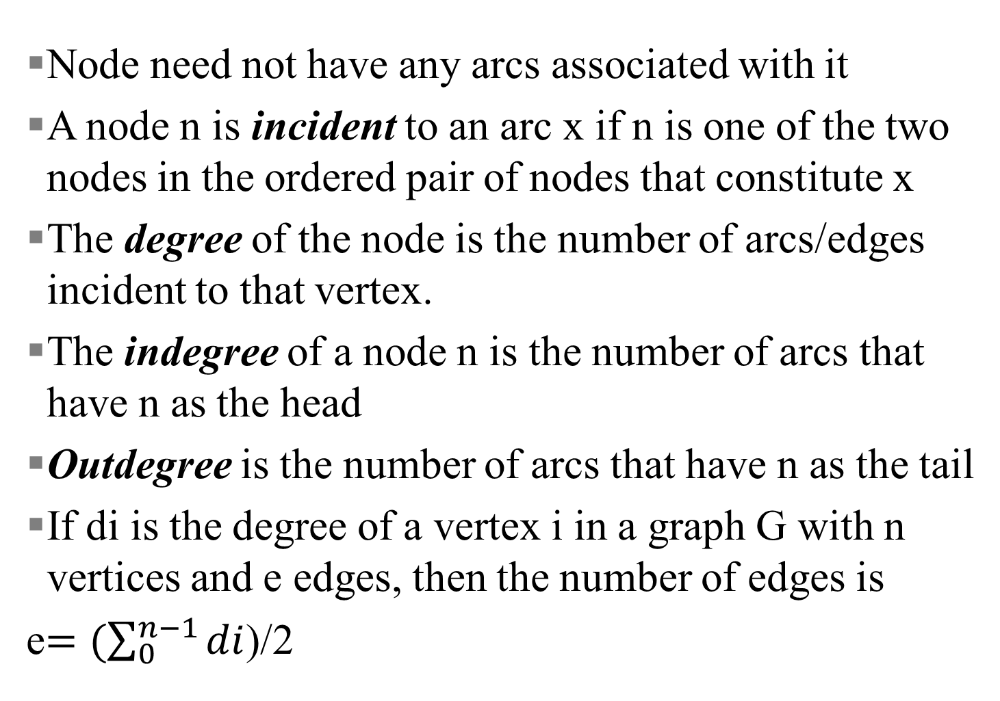 ▪Node need not have any arcs associated with it
▪A node n is incident to an arc x if n is one of the two
nodes in the ordered pair of nodes that constitute x
▪The degree of the node is the number of arcs/edges
incident to that vertex.
▪The indegree of a node n is the number of arcs that
have n as the head
▪Outdegree is the number of arcs that have n as the tail
▪If di is the degree of a vertex i in a graph G with n
vertices and e edges, then the number of edges is
e= (∑₀ⁿ⁻¹ di)/2